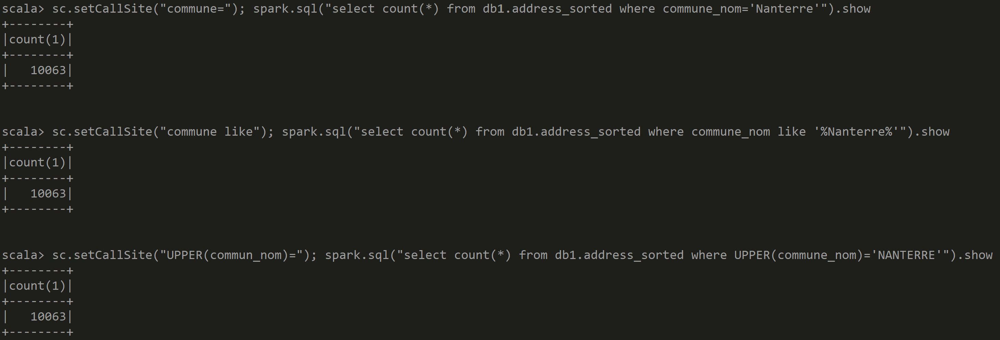 scala> sc.setCallSite("commune="); spark.sql("select count(*) from db1.address_sorted where commune_nom='Nanterre'").show
+--------+
|count(1)|
+--------+
|   10063|
+--------+
scala> sc.setCallSite("commune like"); spark.sql("select count(*) from db1.address_sorted where commune_nom like '%Nanterre%'").show
+--------+
|count(1)|
+--------+
|   10063|
+--------+
scala> sc.setCallSite("UPPER(commun_nom)="); spark.sql("select count(*) from db1.address_sorted where UPPER(commune_nom)='NANTERRE'").show
+--------+
|count(1)|
+--------+
|   10063|
+--------+